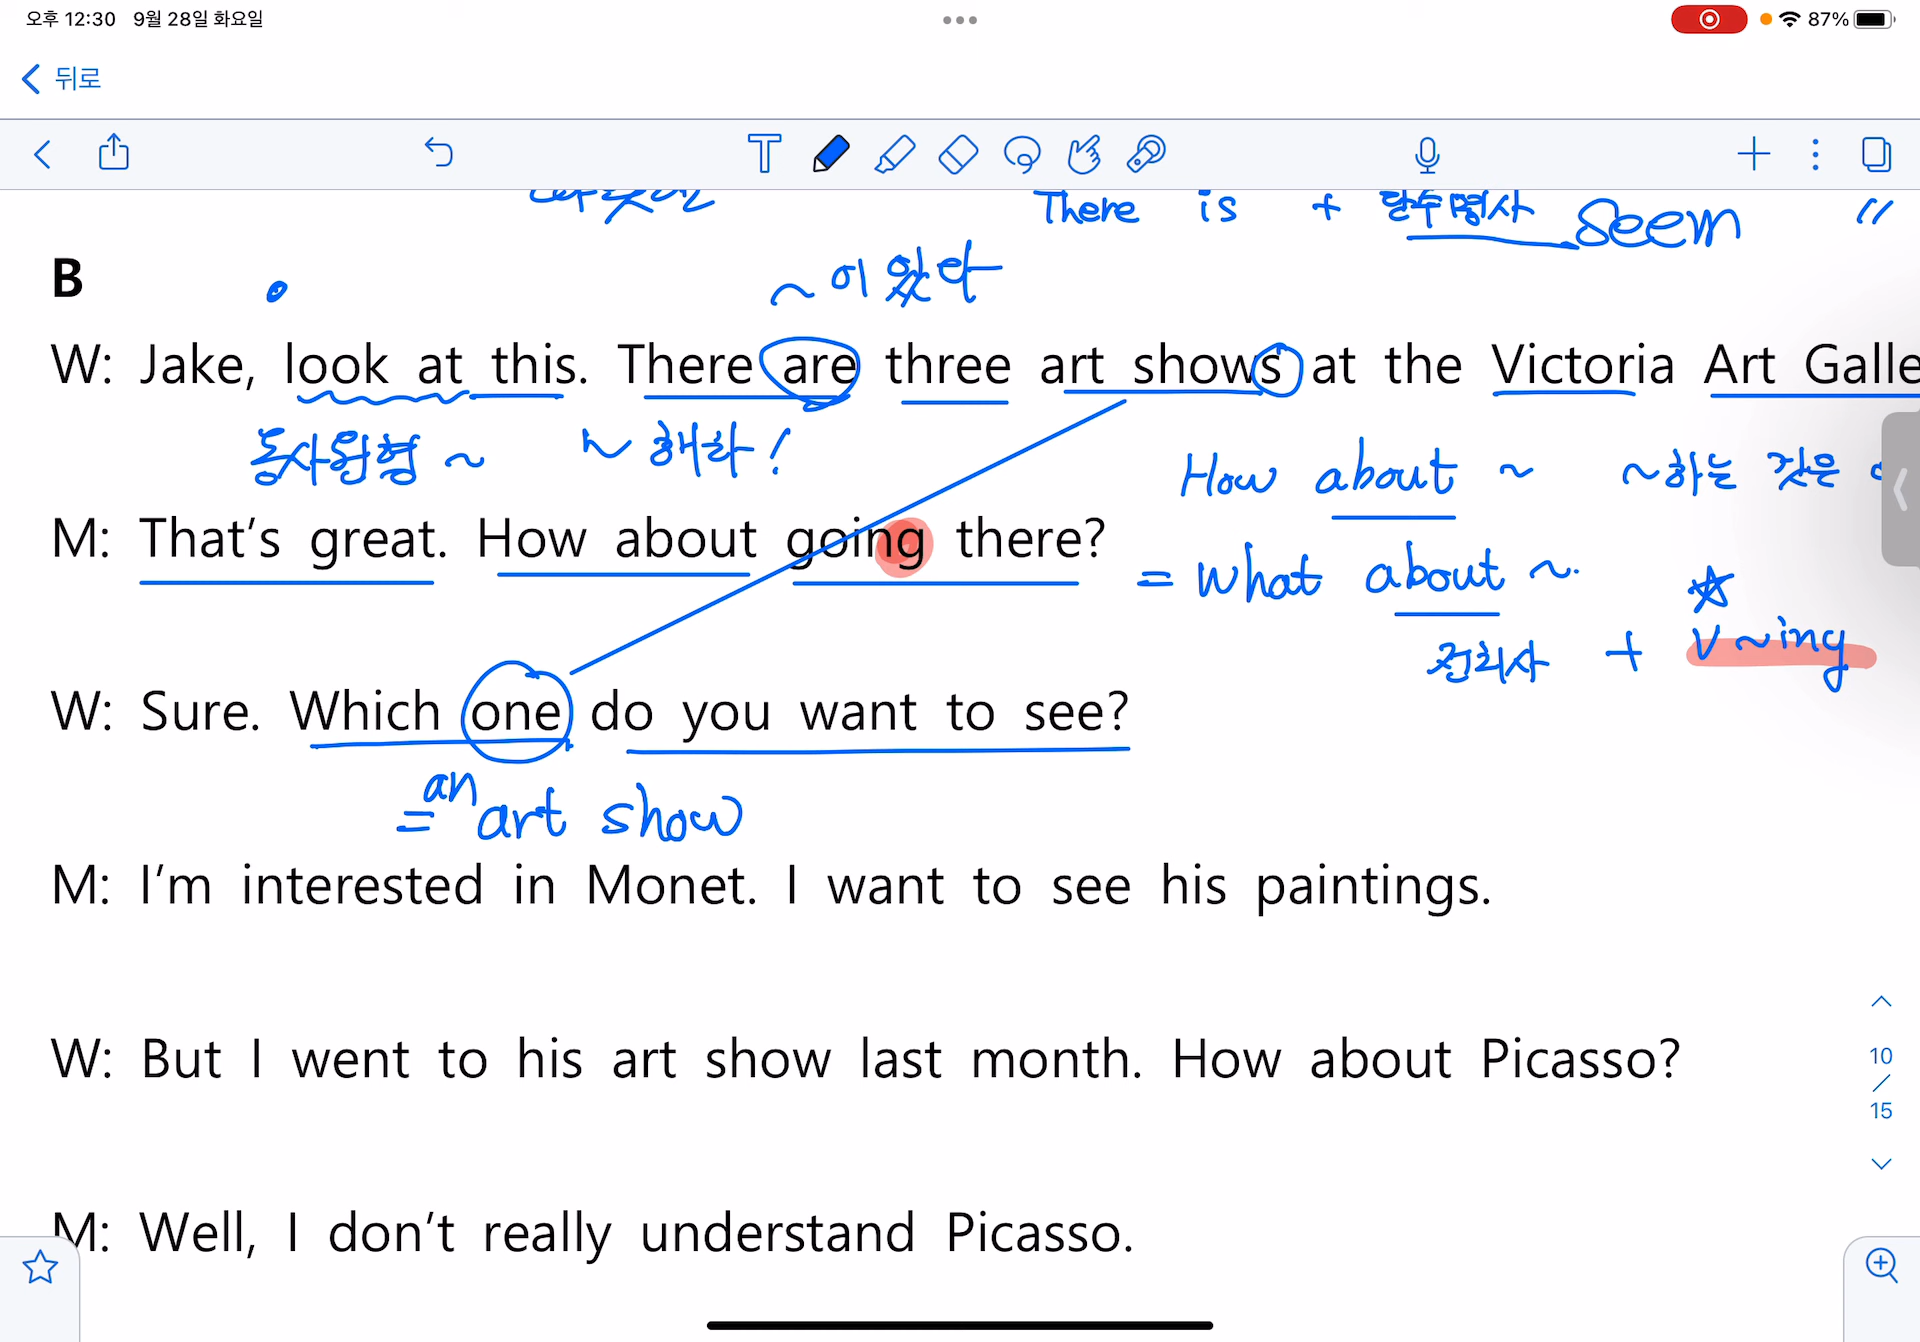 오후 12:30 9월 28일 화요일
87%
뒤로
There is + 단수명사 seem "
B
~이 있다
W: Jake, look at this. There are three art shows at the Victoria Art Galle
동사원형 ~ ~해라!
How about ~ ~하는 것은
M: That's great. How about going there?
= What about ~.
전치사 + V~ing
W: Sure. Which one do you want to see?
= an art show
M: I'm interested in Monet. I want to see his paintings.
W: But I went to his art show last month. How about Picasso?
10
/
15
M: Well, I don't really understand Picasso.